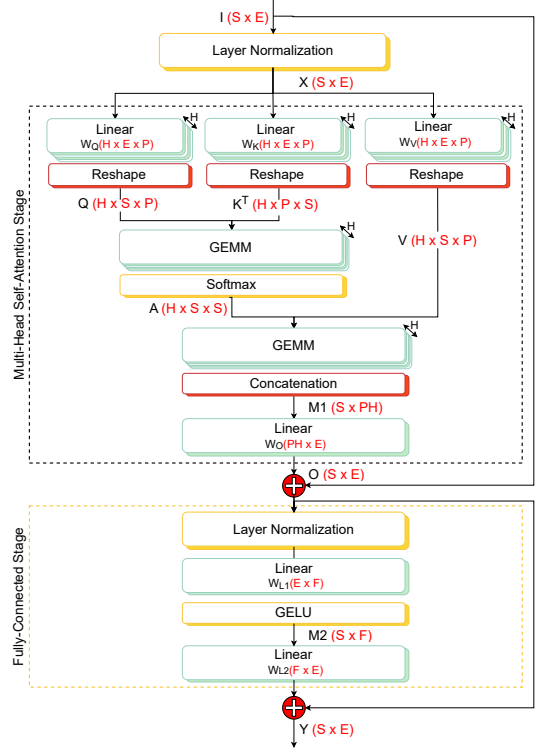 I (S x E)
Layer Normalization
X (S x E)
Multi-Head Self-Attention Stage
H
Linear
WQ(H x E x P)
H
Linear
WK(H x E x P)
H
Linear
WV(H x E x P)
Reshape
Reshape
Reshape
Q (H x S x P)
K^T (H x P x S)
V (H x S x P)
H
GEMM
Softmax
A (H x S x S)
H
GEMM
Concatenation
M1 (S x PH)
Linear
WO(PH x E)
O (S x E)
Fully-Connected Stage
Layer Normalization
Linear
WL1(E x F)
GELU
M2 (S x F)
Linear
WL2(F x E)
Y (S x E)